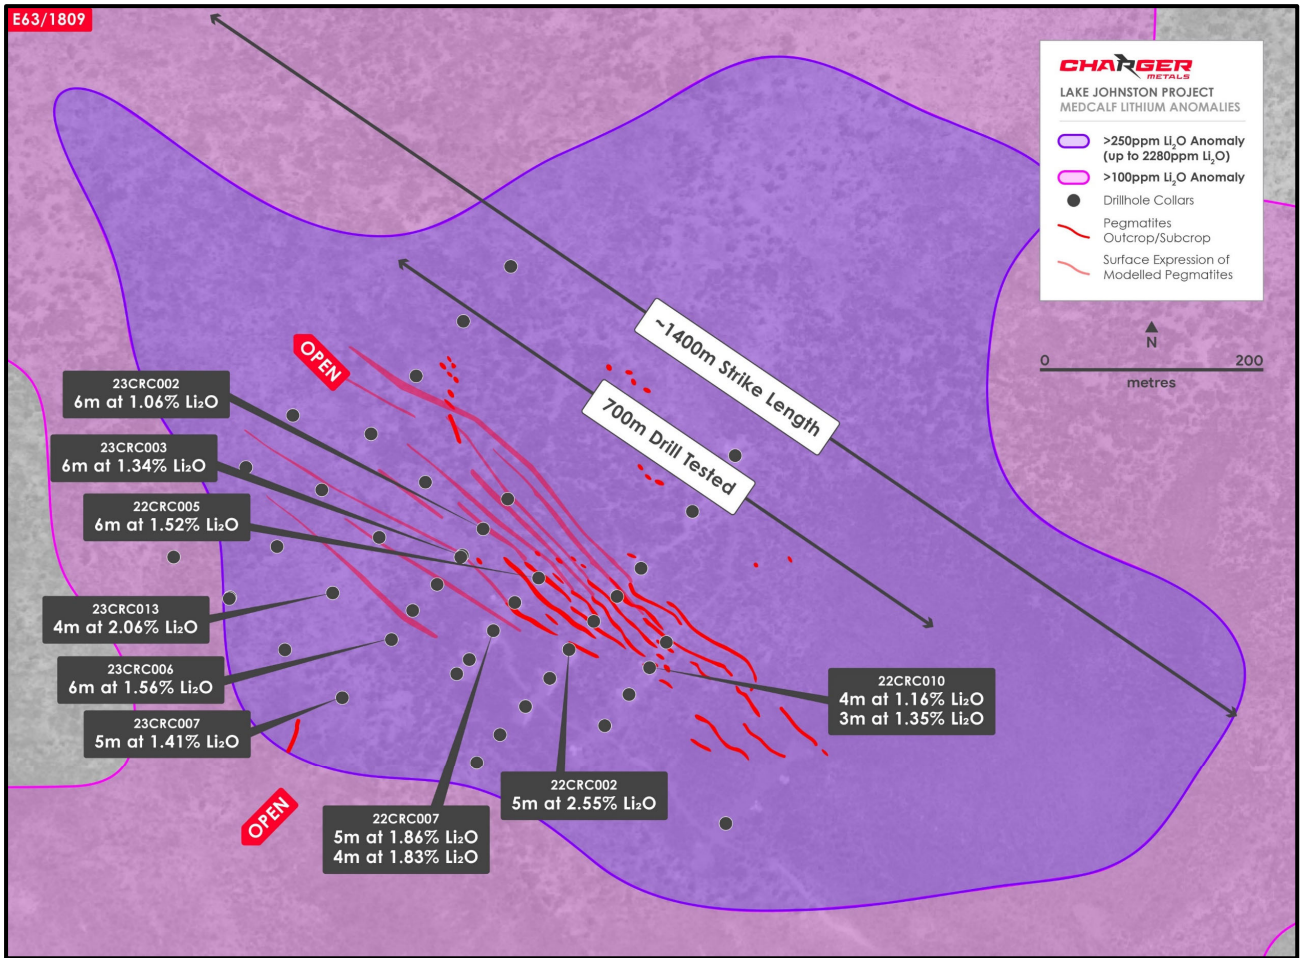 E63/1809
CHARGER
METALS
LAKE JOHNSTON PROJECT
MEDCALF LITHIUM ANOMALIES
>250ppm Li₂O Anomaly
(up to 2280ppm Li₂O)
>100ppm Li₂O Anomaly
Drillhole Collars
Pegmatites
Outcrop/Subcrop
Surface Expression of
Modelled Pegmatites
N
0 200
metres
~1400m Strike Length
700m Drill Tested
OPEN
23CRC002
6m at 1.06% Li₂O
23CRC003
6m at 1.34% Li₂O
22CRC005
6m at 1.52% Li₂O
23CRC013
4m at 2.06% Li₂O
23CRC006
6m at 1.56% Li₂O
23CRC007
5m at 1.41% Li₂O
22CRC010
4m at 1.16% Li₂O
3m at 1.35% Li₂O
22CRC002
5m at 2.55% Li₂O
OPEN
22CRC007
5m at 1.86% Li₂O
4m at 1.83% Li₂O